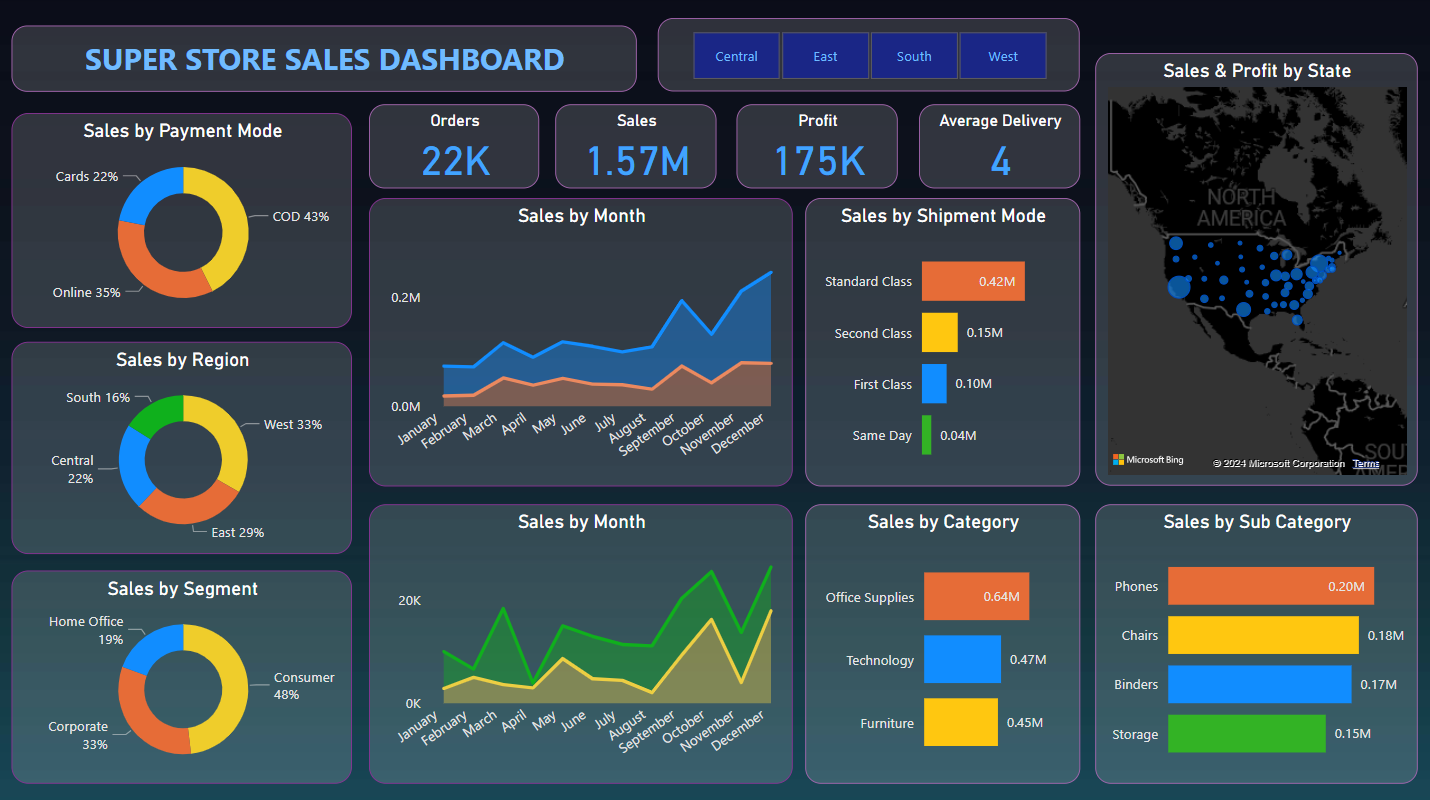 SUPER STORE SALES DASHBOARD
Central
East
South
West
Sales by Payment Mode
Cards 22%
COD 43%
Online 35%
Orders
22K
Sales
1.57M
Profit
175K
Average Delivery
4
Sales & Profit by State
NORTH
AMERICA
Microsoft Bing
© 2024 Microsoft Corporation
Terms
Sales by Month
0.2M
0.0M
January
February
March
April
May
June
July
August
September
October
November
December
Sales by Shipment Mode
Standard Class
0.42M
Second Class
0.15M
First Class
0.10M
Same Day
0.04M
Sales by Region
South 16%
West 33%
Central
22%
East 29%
Sales by Segment
Home Office
19%
Consumer
48%
Corporate
33%
Sales by Month
20K
0K
January
February
March
April
May
June
July
August
September
October
November
December
Sales by Category
Office Supplies
0.64M
Technology
0.47M
Furniture
0.45M
Sales by Sub Category
Phones
0.20M
Chairs
0.18M
Binders
0.17M
Storage
0.15M